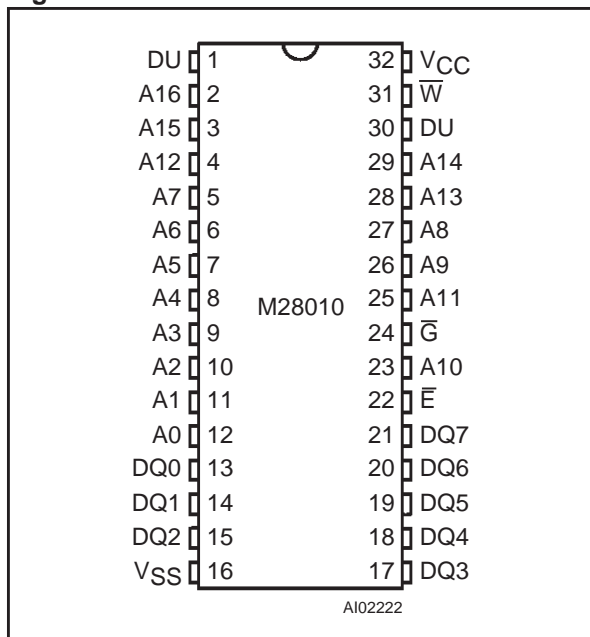 DU 1 32 VCC
A16 2 31 W̅
A15 3 30 DU
A12 4 29 A14
A7 5 28 A13
A6 6 27 A8
A5 7 26 A9
A4 8 25 A11
M28010
A3 9 24 G̅
A2 10 23 A10
A1 11 22 E̅
A0 12 21 DQ7
DQ0 13 20 DQ6
DQ1 14 19 DQ5
DQ2 15 18 DQ4
VSS 16 17 DQ3
AI02222